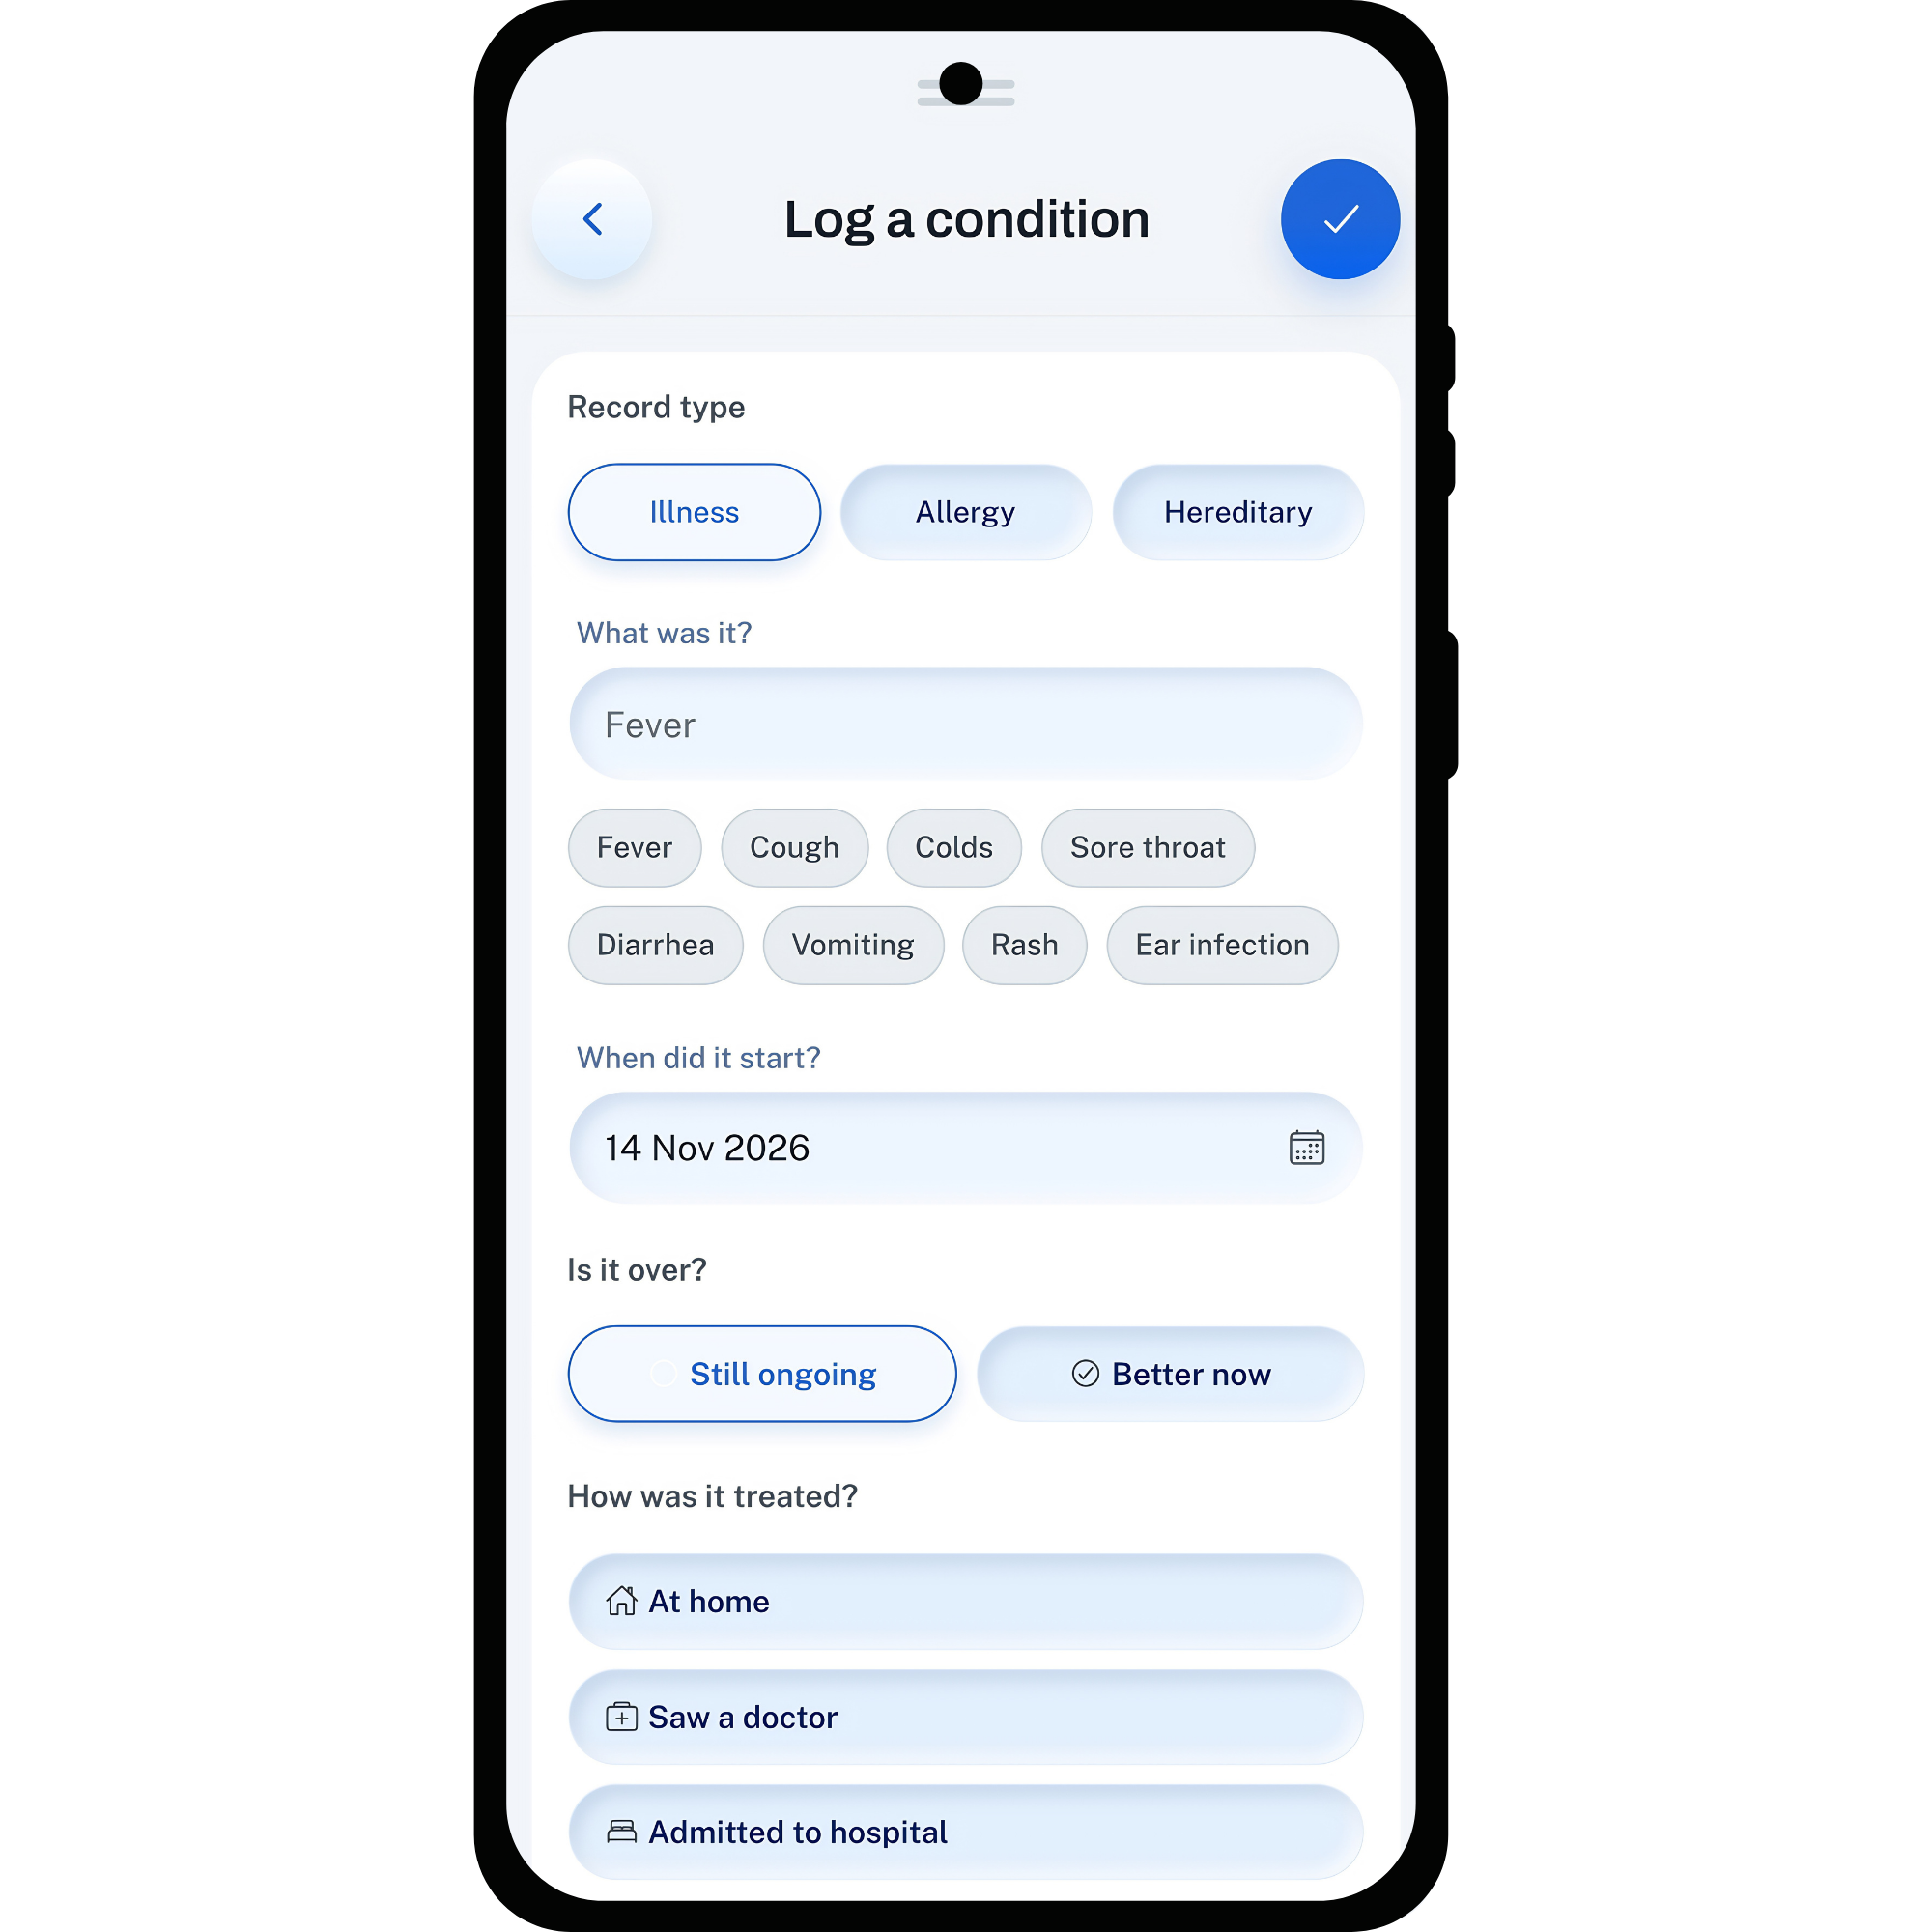 Log a condition
Record type
Illness Allergy Hereditary
What was it?
Fever
Fever Cough Colds Sore throat
Diarrhea Vomiting Rash Ear infection
When did it start?
14 Nov 2026
Is it over?
Still ongoing Better now
How was it treated?
At home
Saw a doctor
Admitted to hospital